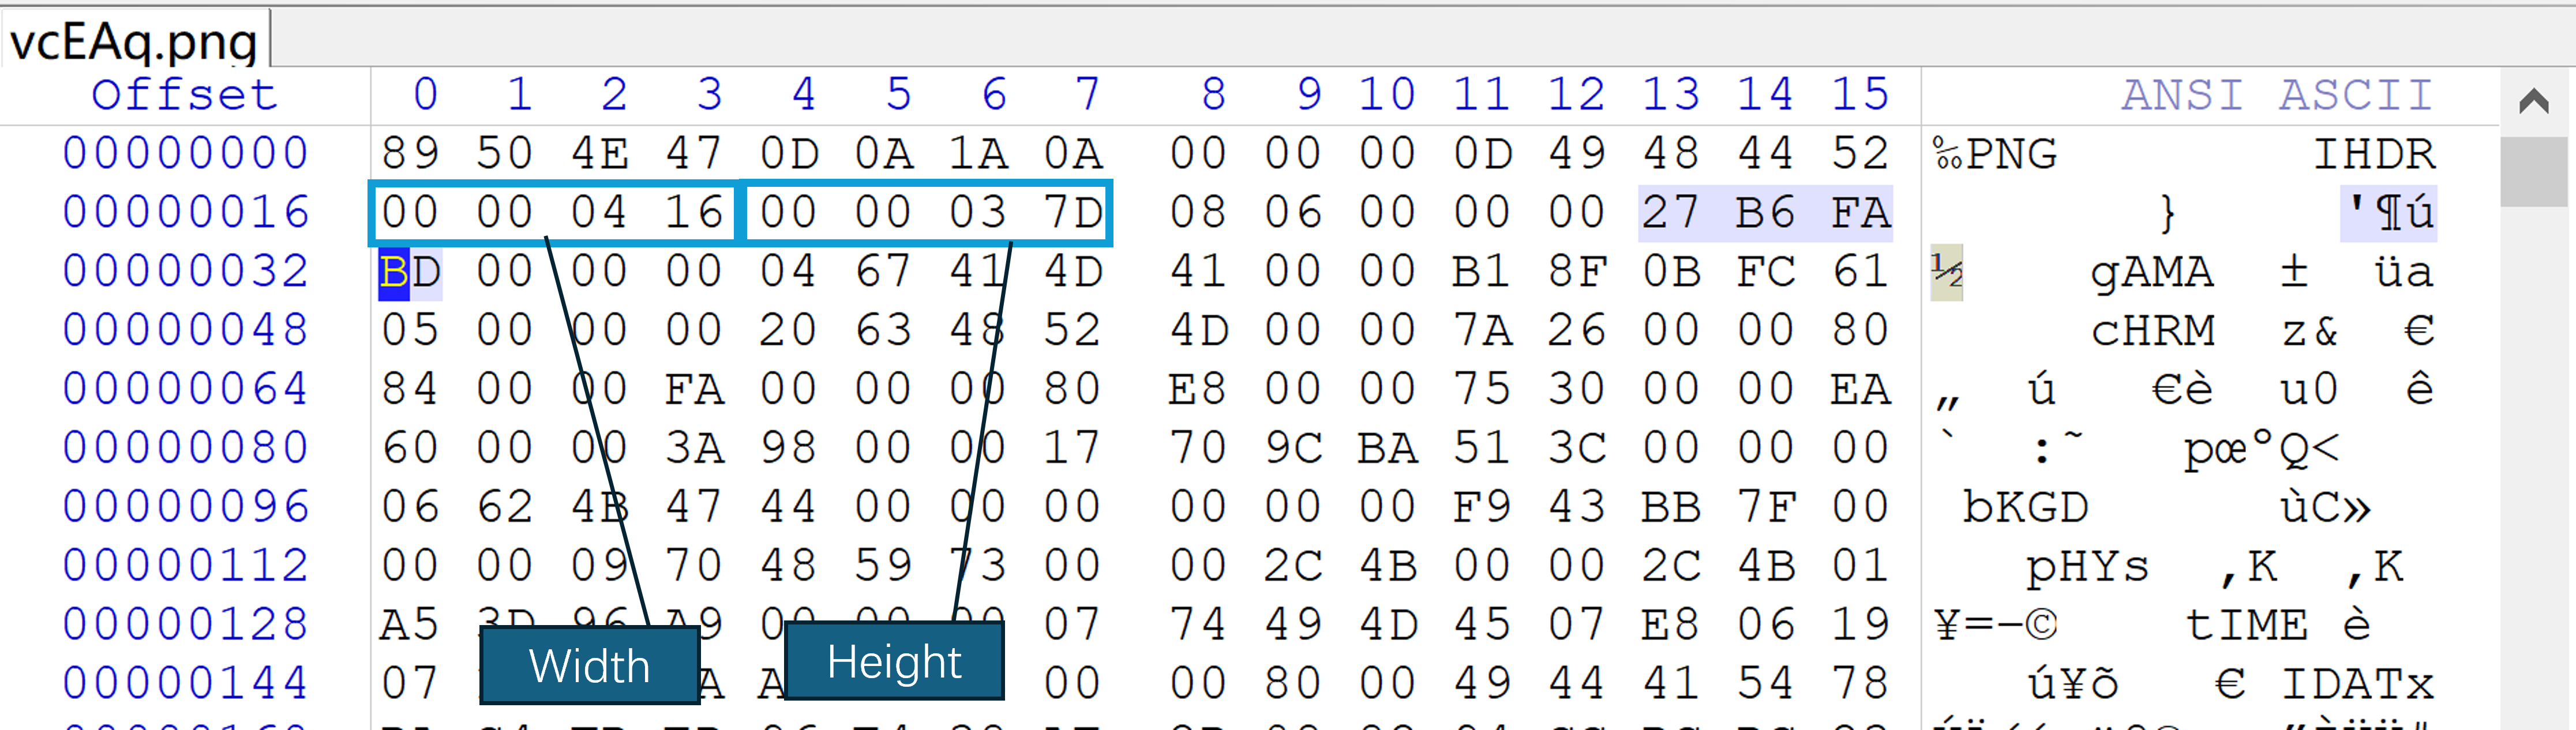 vcEAq.png
Offset 0 1 2 3 4 5 6 7 8 9 10 11 12 13 14 15 ANSI ASCII
00000000 89 50 4E 47 0D 0A 1A 0A 00 00 00 0D 49 48 44 52 ‰PNG IHDR
00000016 00 00 04 16 00 00 03 7D 08 06 00 00 00 27 B6 FA } '¶ú
00000032 BD 00 00 00 04 67 41 4D 41 00 00 B1 8F 0B FC 61 ½ gAMA ± üa
00000048 05 00 00 00 20 63 48 52 4D 00 00 7A 26 00 00 80 cHRM z& €
00000064 84 00 00 FA 00 00 00 80 E8 00 00 75 30 00 00 EA „ ú €è u0 ê
00000080 60 00 00 3A 98 00 00 17 70 9C BA 51 3C 00 00 00 ` :˜ pœºQ<
00000096 06 62 4B 47 44 00 00 00 00 00 00 F9 43 BB 7F 00 bKGD ùC»
00000112 00 00 09 70 48 59 73 00 00 2C 4B 00 00 2C 4B 01 pHYs ,K ,K
00000128 A5 3D 96 A9 00 00 00 07 74 49 4D 45 07 E8 06 19 ¥=–© tIME è
Width Height
00000144 07 00 00 80 00 49 44 41 54 78 ú¥õ € IDATx